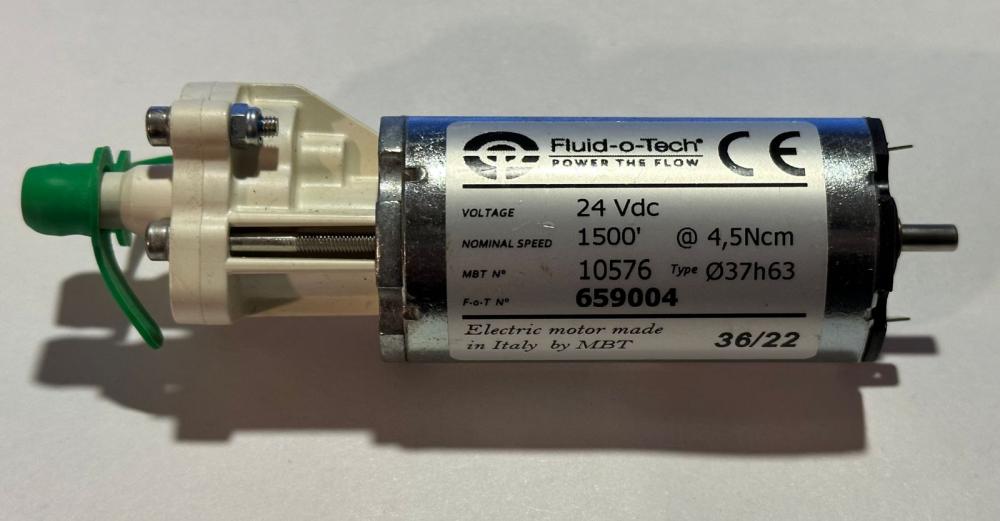 Fluid-o-Tech®
POWER THE FLOW
CE
VOLTAGE 24 Vdc
NOMINAL SPEED 1500' @ 4,5Ncm
MBT N° 10576 Type Ø37h63
F-o-T N° 659004
Electric motor made
in Italy by MBT 36/22